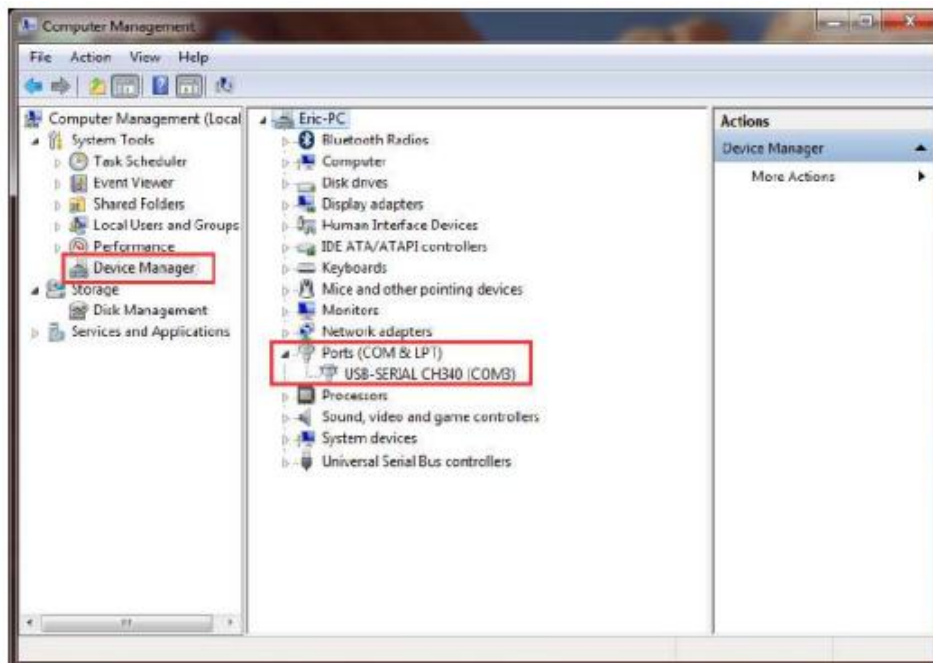 Computer Management
File Action View Help
Computer Management (Local
System Tools
Task Scheduler
Event Viewer
Shared Folders
Local Users and Groups
Performance
Device Manager
Storage
Disk Management
Services and Applications
Eric-PC
Bluetooth Radios
Computer
Disk drives
Display adapters
Human Interface Devices
IDE ATA/ATAPI controllers
Keyboards
Mice and other pointing devices
Monitors
Network adapters
Ports (COM & LPT)
USB-SERIAL CH340 (COM3)
Processors
Sound, video and game controllers
System devices
Universal Serial Bus controllers
Actions
Device Manager
More Actions